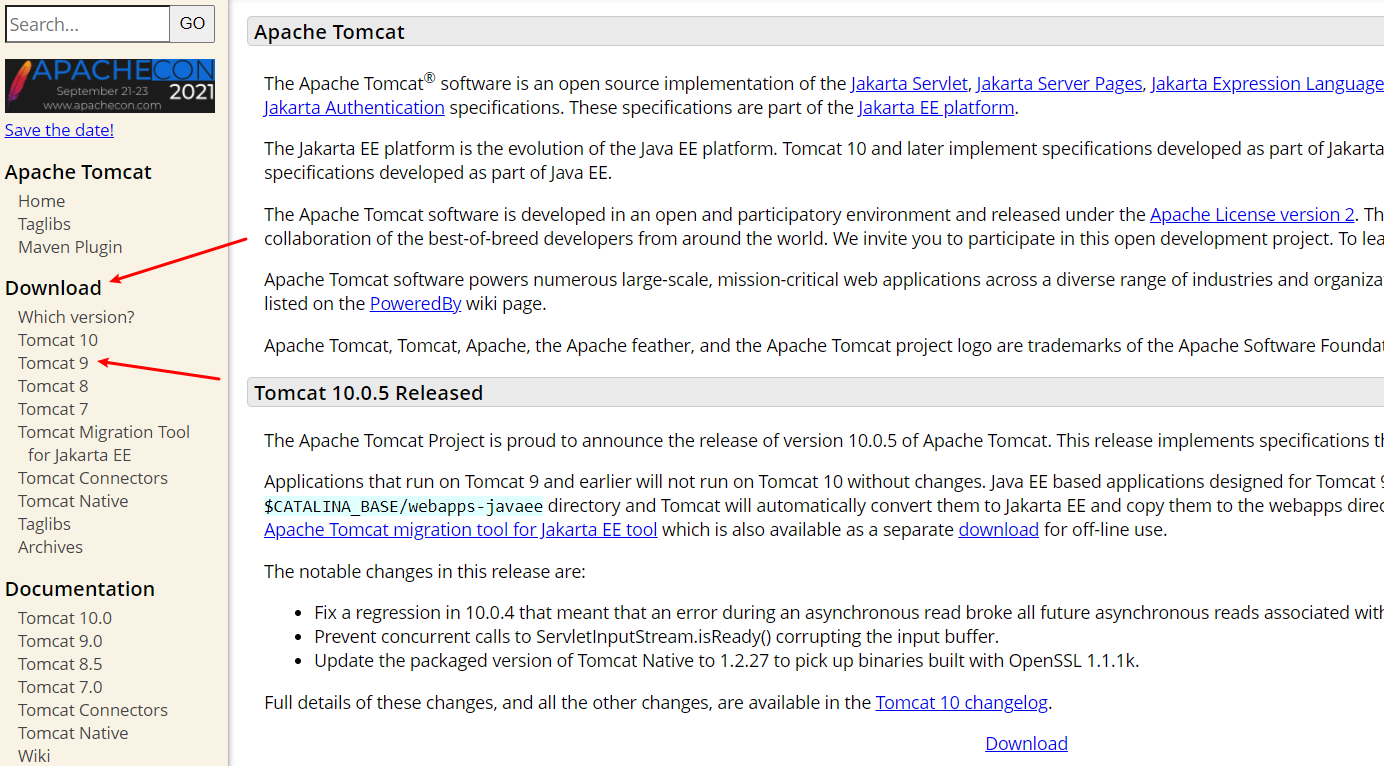 Search...
GO
APACHECON
September 21-23
2021
www.apachecon.com
Save the date!
Apache Tomcat
Home
Taglibs
Maven Plugin
Download
Which version?
Tomcat 10
Tomcat 9
Tomcat 8
Tomcat 7
Tomcat Migration Tool
for Jakarta EE
Tomcat Connectors
Tomcat Native
Taglibs
Archives
Documentation
Tomcat 10.0
Tomcat 9.0
Tomcat 8.5
Tomcat 7.0
Tomcat Connectors
Tomcat Native
Wiki
Apache Tomcat
The Apache Tomcat® software is an open source implementation of the Jakarta Servlet, Jakarta Server Pages, Jakarta Expression Language
Jakarta Authentication specifications. These specifications are part of the Jakarta EE platform.
The Jakarta EE platform is the evolution of the Java EE platform. Tomcat 10 and later implement specifications developed as part of Jakarta
specifications developed as part of Java EE.
The Apache Tomcat software is developed in an open and participatory environment and released under the Apache License version 2. Th
collaboration of the best-of-breed developers from around the world. We invite you to participate in this open development project. To lea
Apache Tomcat software powers numerous large-scale, mission-critical web applications across a diverse range of industries and organiza
listed on the PoweredBy wiki page.
Apache Tomcat, Tomcat, Apache, the Apache feather, and the Apache Tomcat project logo are trademarks of the Apache Software Foundat
Tomcat 10.0.5 Released
The Apache Tomcat Project is proud to announce the release of version 10.0.5 of Apache Tomcat. This release implements specifications th
Applications that run on Tomcat 9 and earlier will not run on Tomcat 10 without changes. Java EE based applications designed for Tomcat 9
$CATALINA_BASE/webapps-javaee directory and Tomcat will automatically convert them to Jakarta EE and copy them to the webapps direc
Apache Tomcat migration tool for Jakarta EE tool which is also available as a separate download for off-line use.
The notable changes in this release are:
• Fix a regression in 10.0.4 that meant that an error during an asynchronous read broke all future asynchronous reads associated with
• Prevent concurrent calls to ServletInputStream.isReady() corrupting the input buffer.
• Update the packaged version of Tomcat Native to 1.2.27 to pick up binaries built with OpenSSL 1.1.1k.
Full details of these changes, and all the other changes, are available in the Tomcat 10 changelog.
Download